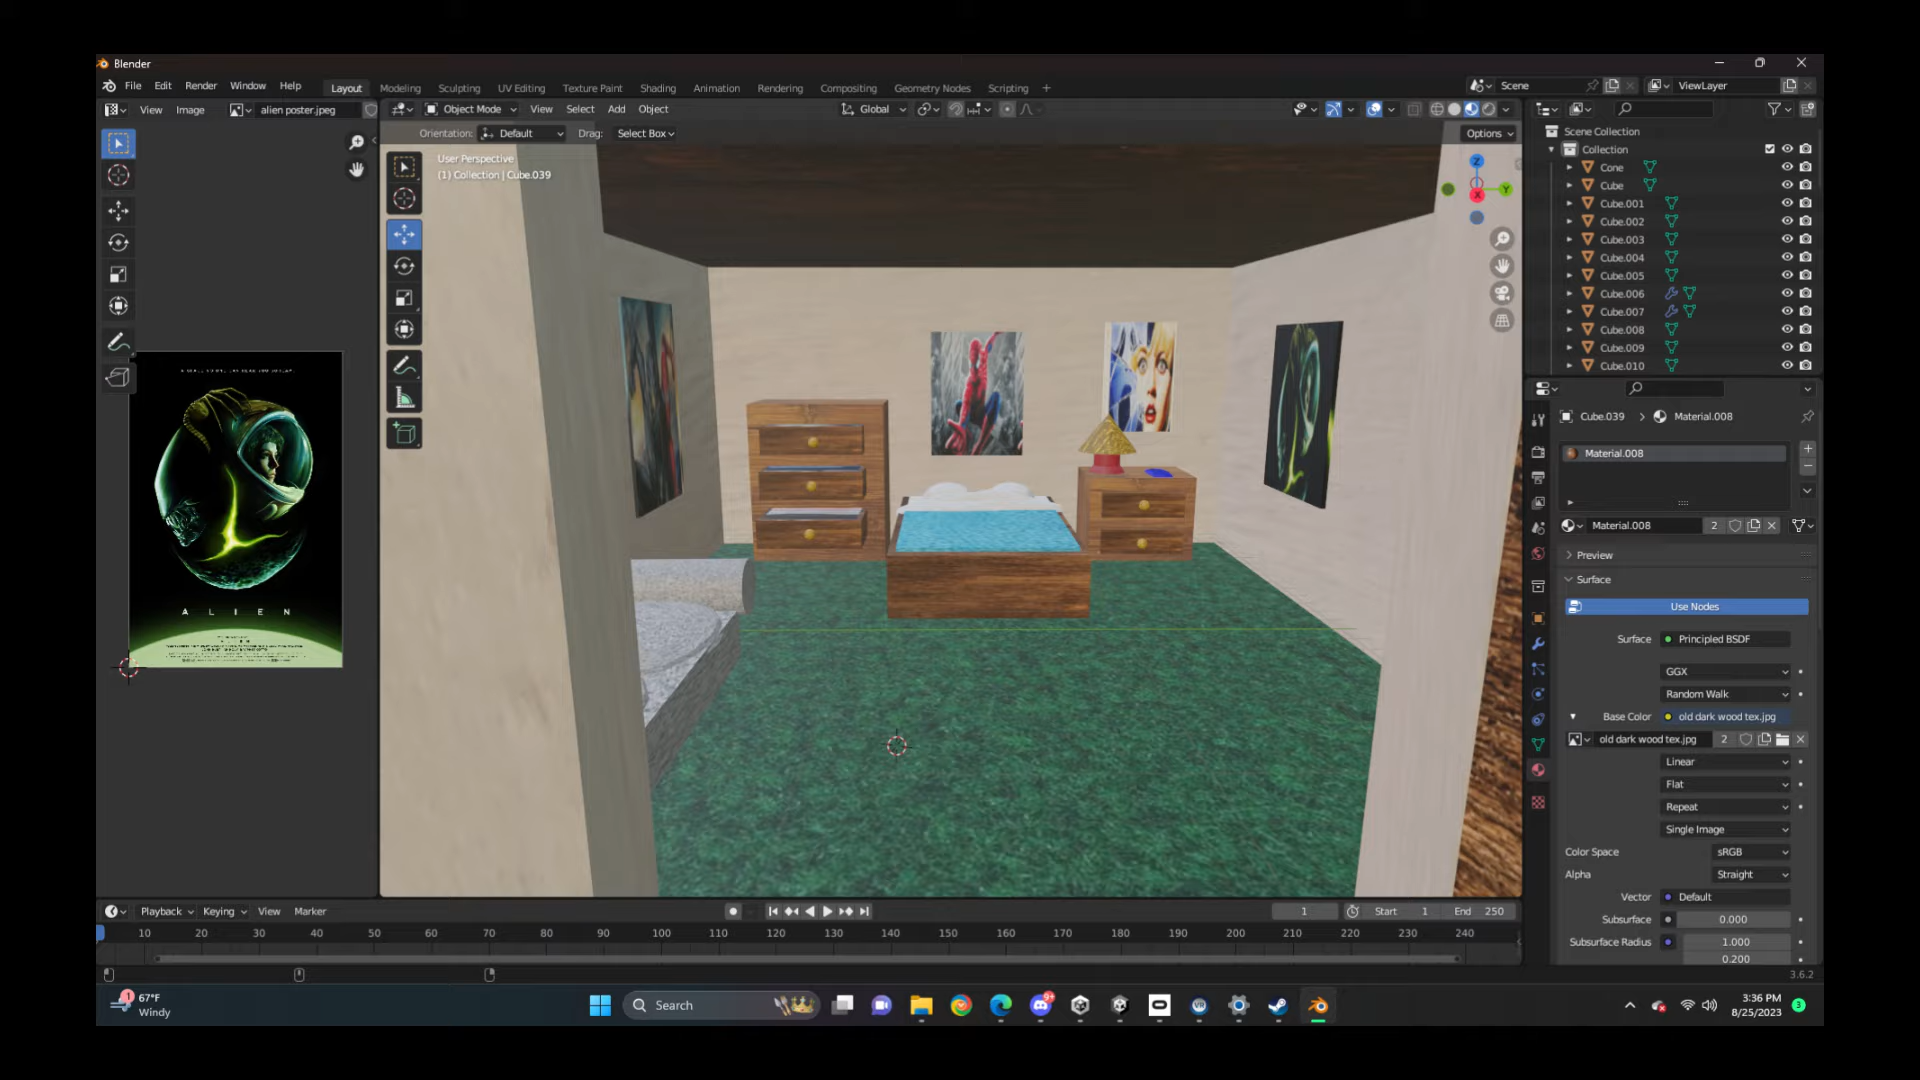 Blender
File Edit Render Window Help Layout Modeling Sculpting UV Editing Texture Paint Shading Animation Rendering Compositing Geometry Nodes Scripting + Scene ViewLayer
View Image alien poster.jpeg Object Mode View Select Add Object Global
Orientation: Default Drag: Select Box Options
User Perspective
(1) Collection | Cube.039
Z
Y
X
A L I E N
Scene Collection
Collection
Cone
Cube
Cube.001
Cube.002
Cube.003
Cube.004
Cube.005
Cube.006
Cube.007
Cube.008
Cube.009
Cube.010
Cube.039 > Material.008
Material.008
Material.008 2
Preview
Surface
Use Nodes
Surface Principled BSDF
GGX
Random Walk
Base Color old dark wood tex.jpg
old dark wood tex.jpg 2
Linear
Flat
Repeat
Single Image
Color Space sRGB
Alpha Straight
Vector Default
Subsurface 0.000
Subsurface Radius 1.000
0.200
Playback Keying View Marker 1 Start 1 End 250
10 20 30 40 50 60 70 80 90 100 110 120 130 140 150 160 170 180 190 200 210 220 230 240
3.6.2
1 67°F
Windy
Search
9+
VR
3:36 PM
8/25/2023
3